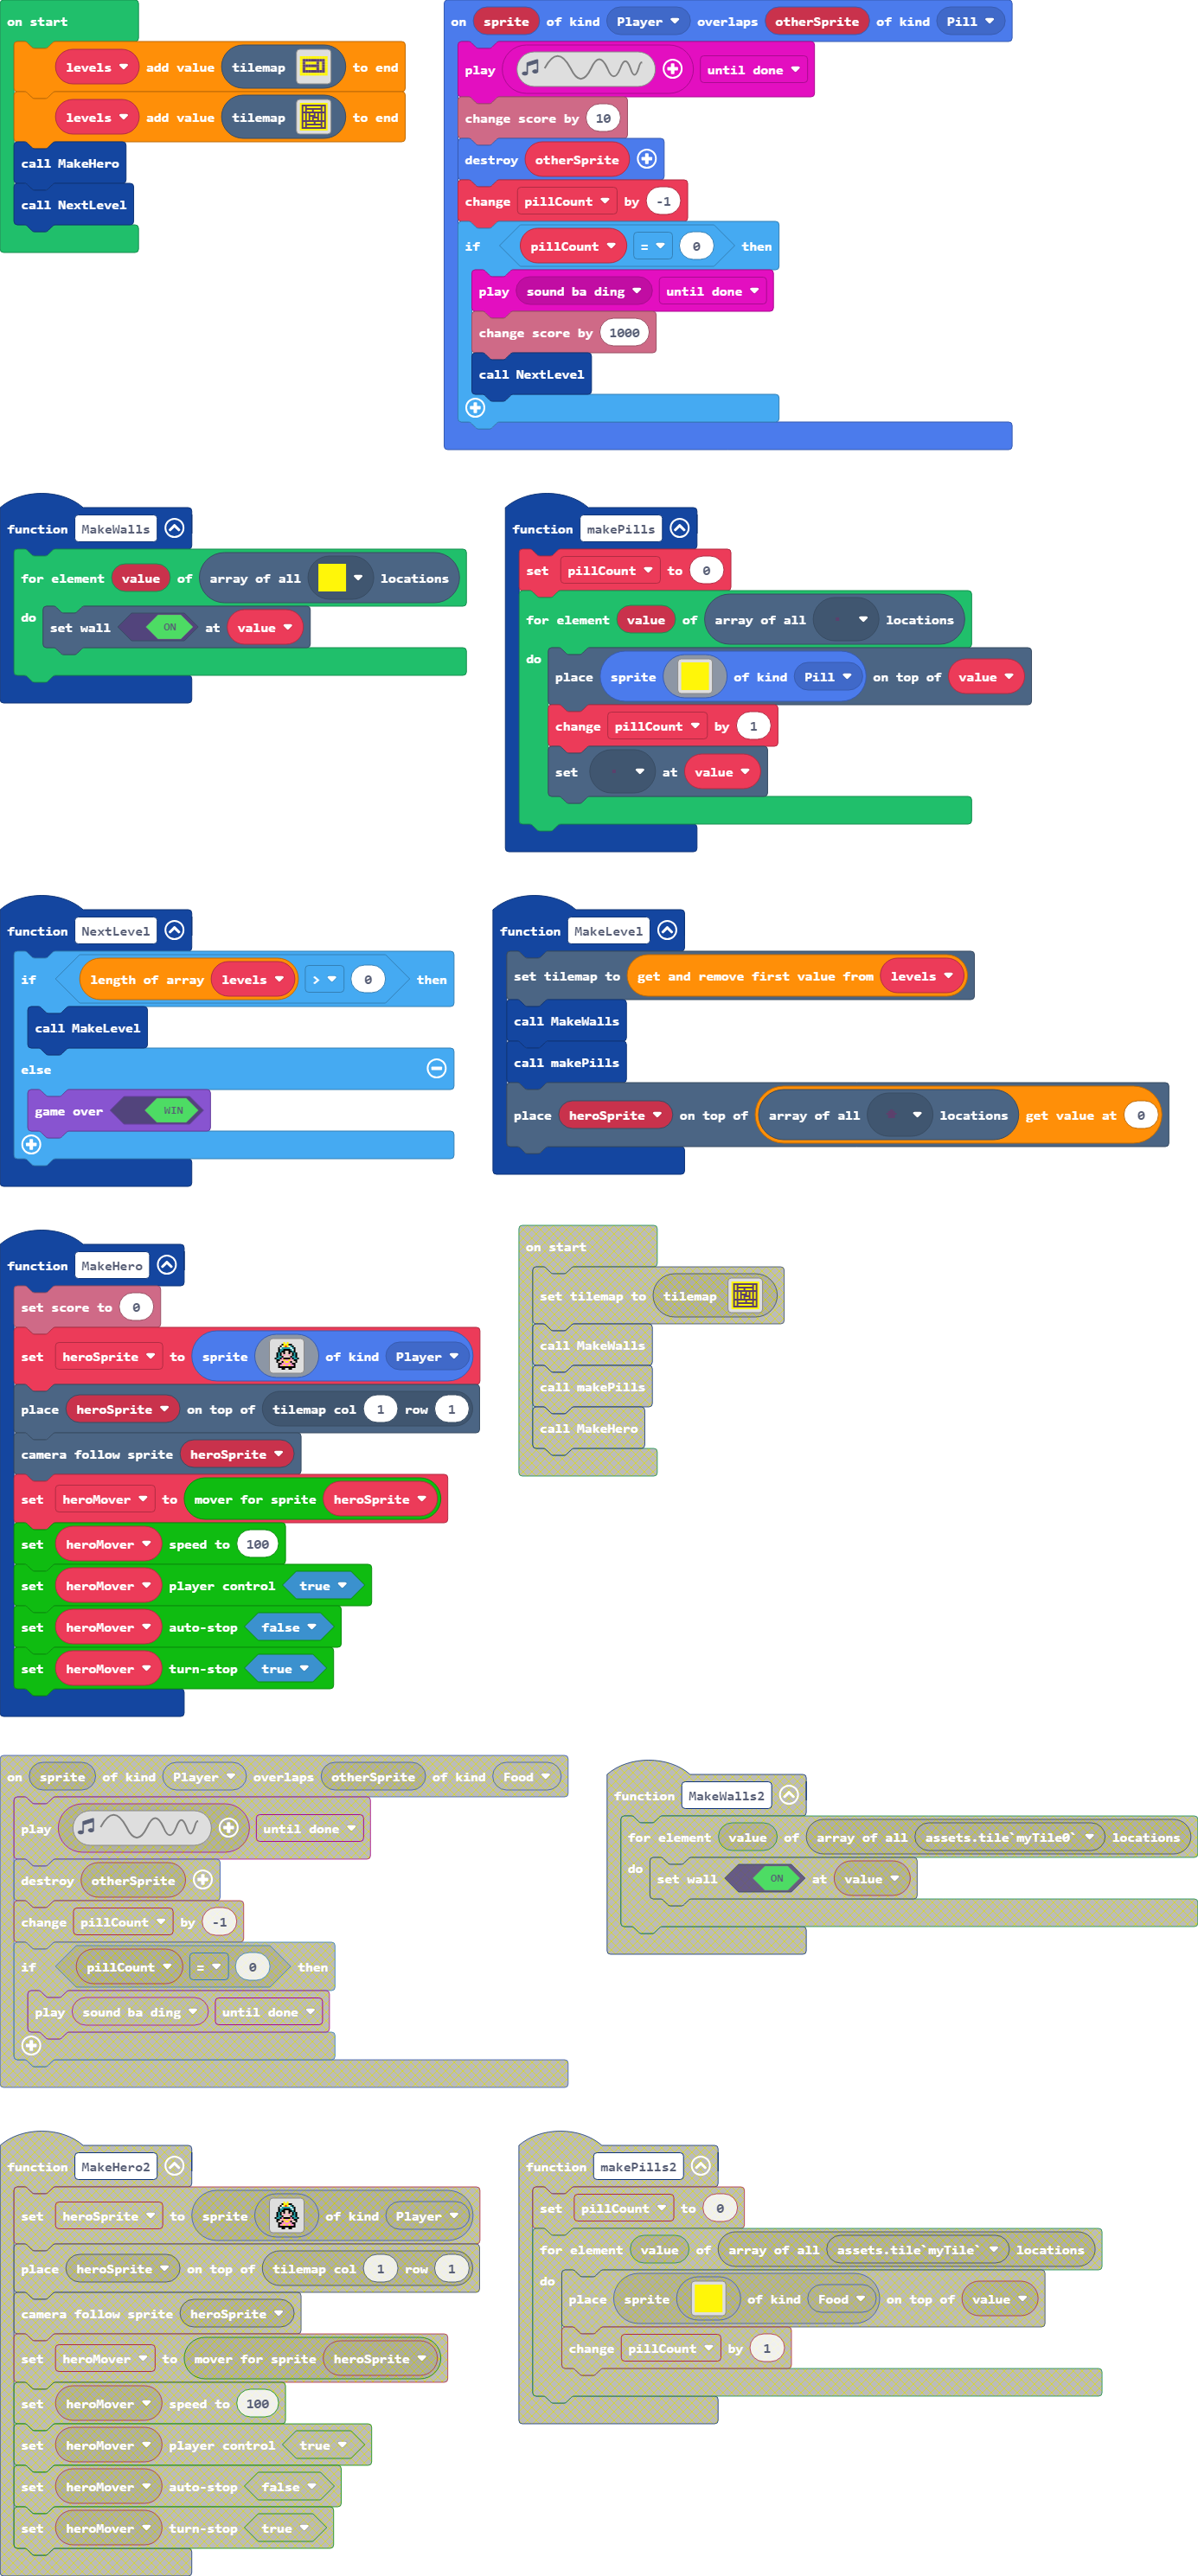 on start
levels add value tilemap to end
levels add value tilemap to end
call MakeHero
call NextLevel
on sprite of kind Player overlaps otherSprite of kind Pill
play until done
change score by 10
destroy otherSprite
change pillCount by -1
if pillCount = 0 then
play sound ba ding until done
change score by 1000
call NextLevel
function MakeWalls
for element value of array of all locations
do
set wall ON at value
function makePills
set pillCount to 0
for element value of array of all locations
do
place sprite of kind Pill on top of value
change pillCount by 1
set at value
function NextLevel
if length of array levels > 0 then
call MakeLevel
else
game over WIN
function MakeLevel
set tilemap to get and remove first value from levels
call MakeWalls
call makePills
place heroSprite on top of array of all locations get value at 0
function MakeHero
set score to 0
set heroSprite to sprite of kind Player
place heroSprite on top of tilemap col 1 row 1
camera follow sprite heroSprite
set heroMover to mover for sprite heroSprite
set heroMover speed to 100
set heroMover player control true
set heroMover auto-stop false
set heroMover turn-stop true
on start
set tilemap to tilemap
call MakeWalls
call makePills
call MakeHero
on sprite of kind Player overlaps otherSprite of kind Food
play until done
destroy otherSprite
change pillCount by -1
if pillCount = 0 then
play sound ba ding until done
function MakeWalls2
for element value of array of all assets.tile`myTile0` locations
do
set wall ON at value
function MakeHero2
set heroSprite to sprite of kind Player
place heroSprite on top of tilemap col 1 row 1
camera follow sprite heroSprite
set heroMover to mover for sprite heroSprite
set heroMover speed to 100
set heroMover player control true
set heroMover auto-stop false
set heroMover turn-stop true
function makePills2
set pillCount to 0
for element value of array of all assets.tile`myTile` locations
do
place sprite of kind Food on top of value
change pillCount by 1